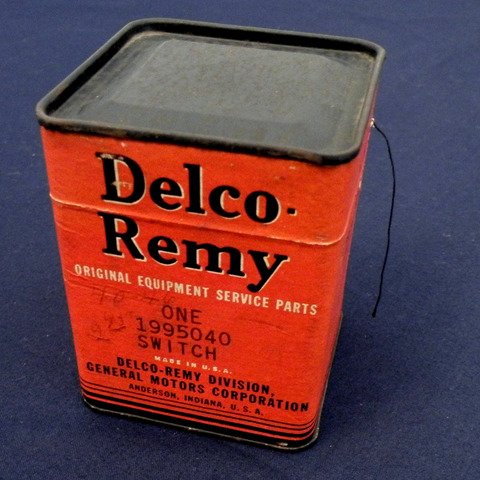 Delco-
Remy
ORIGINAL EQUIPMENT SERVICE PARTS
ONE
1995040
SWITCH
MADE IN U.S.A.
DELCO-REMY DIVISION,
GENERAL MOTORS CORPORATION
ANDERSON, INDIANA, U.S.A.